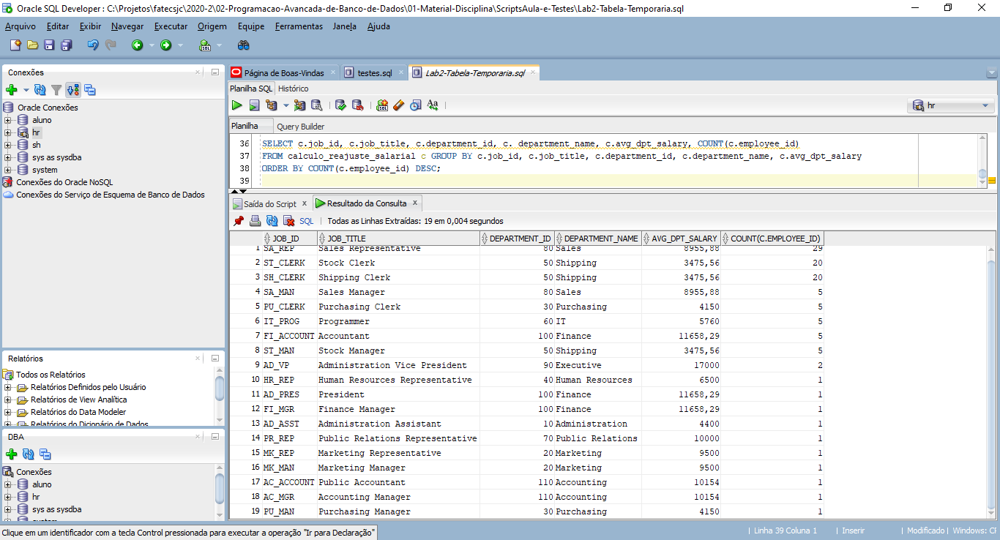 Oracle SQL Developer : C:\Projetos\fatecsjc\2020-2\02-Programacao-Avancada-de-Banco-de-Dados\01-Material-Disciplina\ScriptsAula-e-Testes\Lab2-Tabela-Temporaria.sql
Arquivo Editar Exibir Navegar Executar Origem Equipe Ferramentas Janela Ajuda
Conexões
Oracle Conexões
aluno
hr
sh
sys as sysdba
system
Conexões do Oracle NoSQL
Conexões do Serviço de Esquema de Banco de Dados
Relatórios
Todos os Relatórios
Relatórios Definidos pelo Usuário
Relatórios de View Analítica
Relatórios do Data Modeler
Relatórios do Dicionário de Dados
DBA
Conexões
aluno
hr
sys as sysdba
system
Página de Boas-Vindas testes.sql Lab2-Tabela-Temporaria.sql
Planilha SQL Histórico
hr
Planilha Query Builder
36 SELECT c.job_id, c.job_title, c.department_id, c. department_name, c.avg_dpt_salary, COUNT(c.employee_id)
37 FROM calculo_reajuste_salarial c GROUP BY c.job_id, c.job_title, c.department_id, c.department_name, c.avg_dpt_salary
38 ORDER BY COUNT(c.employee_id) DESC;
39
Saída do Script Resultado da Consulta
SQL | Todas as Linhas Extraídas: 19 em 0,004 segundos
JOB_ID JOB_TITLE DEPARTMENT_ID DEPARTMENT_NAME AVG_DPT_SALARY COUNT(C.EMPLOYEE_ID)
1 SA_REP Sales Representative 80 Sales 8955,88 29
2 ST_CLERK Stock Clerk 50 Shipping 3475,56 20
3 SH_CLERK Shipping Clerk 50 Shipping 3475,56 20
4 SA_MAN Sales Manager 80 Sales 8955,88 5
5 PU_CLERK Purchasing Clerk 30 Purchasing 4150 5
6 IT_PROG Programmer 60 IT 5760 5
7 FI_ACCOUNT Accountant 100 Finance 11658,29 5
8 ST_MAN Stock Manager 50 Shipping 3475,56 5
9 AD_VP Administration Vice President 90 Executive 17000 2
10 HR_REP Human Resources Representative 40 Human Resources 6500 1
11 AD_PRES President 100 Finance 11658,29 1
12 FI_MGR Finance Manager 100 Finance 11658,29 1
13 AD_ASST Administration Assistant 10 Administration 4400 1
14 PR_REP Public Relations Representative 70 Public Relations 10000 1
15 MK_REP Marketing Representative 20 Marketing 9500 1
16 MK_MAN Marketing Manager 20 Marketing 9500 1
17 AC_ACCOUNT Public Accountant 110 Accounting 10154 1
18 AC_MGR Accounting Manager 110 Accounting 10154 1
19 PU_MAN Purchasing Manager 30 Purchasing 4150 1
Clique em um identificador com a tecla Control pressionada para executar a operação "Ir para Declaração"
| Linha 39 Coluna 1 | Inserir | Modificado | Windows: